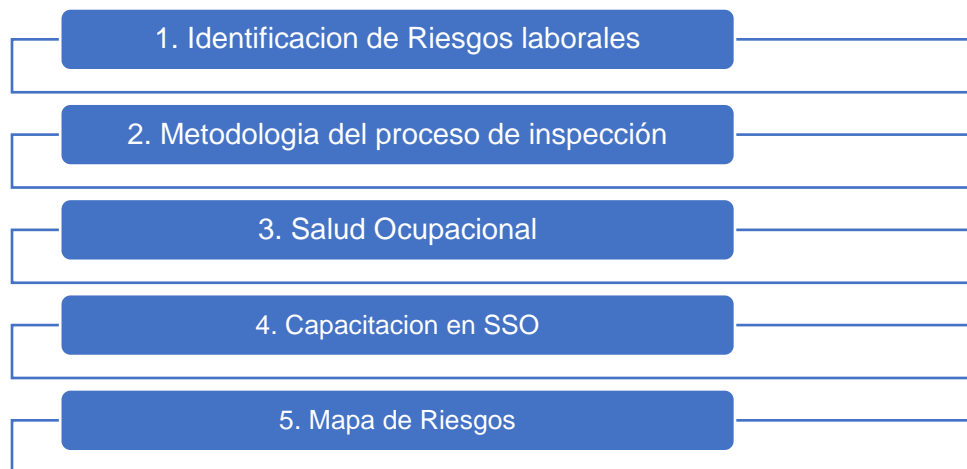 1. Identificacion de Riesgos laborales
2. Metodologia del proceso de inspección
3. Salud Ocupacional
4. Capacitacion en SSO
5. Mapa de Riesgos